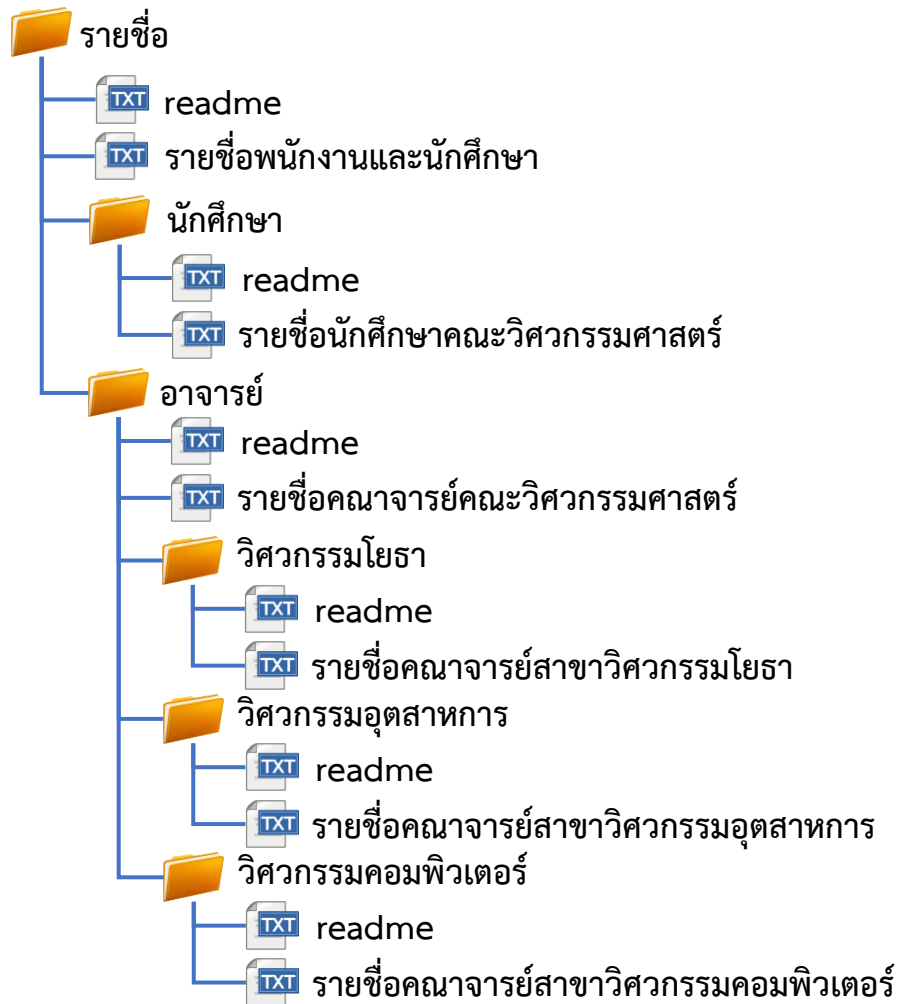 รายชื่อ
TXT readme
TXT รายชื่อพนักงานและนักศึกษา
นักศึกษา
TXT readme
TXT รายชื่อนักศึกษาคณะวิศวกรรมศาสตร์
อาจารย์
TXT readme
TXT รายชื่อคณาจารย์คณะวิศวกรรมศาสตร์
วิศวกรรมโยธา
TXT readme
TXT รายชื่อคณาจารย์สาขาวิศวกรรมโยธา
วิศวกรรมอุตสาหการ
TXT readme
TXT รายชื่อคณาจารย์สาขาวิศวกรรมอุตสาหการ
วิศวกรรมคอมพิวเตอร์
TXT readme
TXT รายชื่อคณาจารย์สาขาวิศวกรรมคอมพิวเตอร์